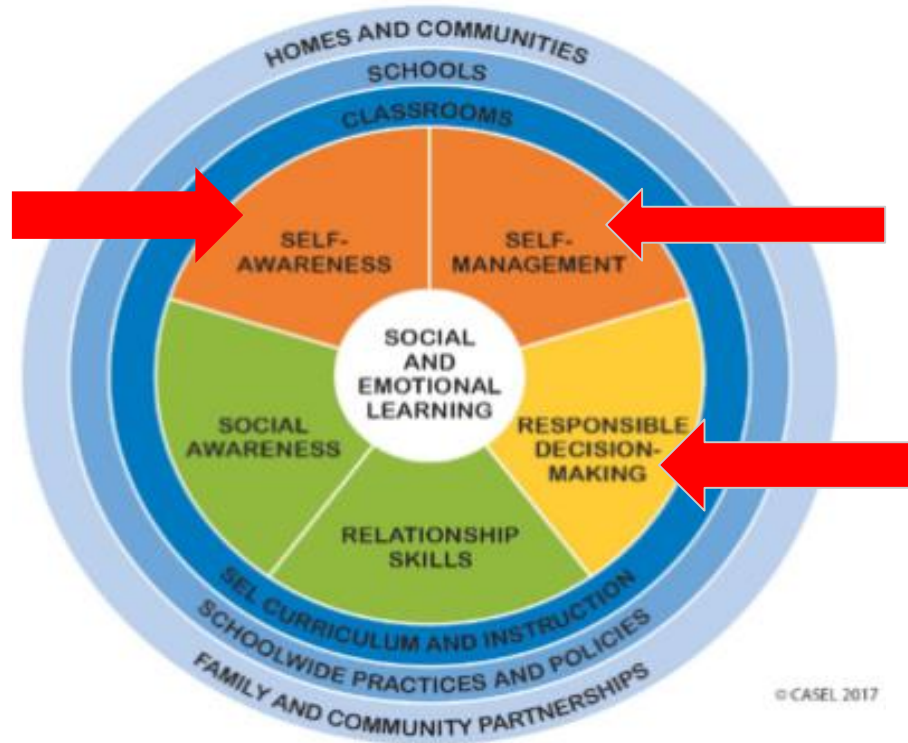 HOMES AND COMMUNITIES
SCHOOLS
CLASSROOMS
SELF-
AWARENESS
SELF-
MANAGEMENT
SOCIAL
AND
EMOTIONAL
LEARNING
SOCIAL
AWARENESS
RESPONSIBLE
DECISION-
MAKING
RELATIONSHIP
SKILLS
SEL CURRICULUM AND INSTRUCTION
SCHOOLWIDE PRACTICES AND POLICIES
FAMILY AND COMMUNITY PARTNERSHIPS
© CASEL 2017